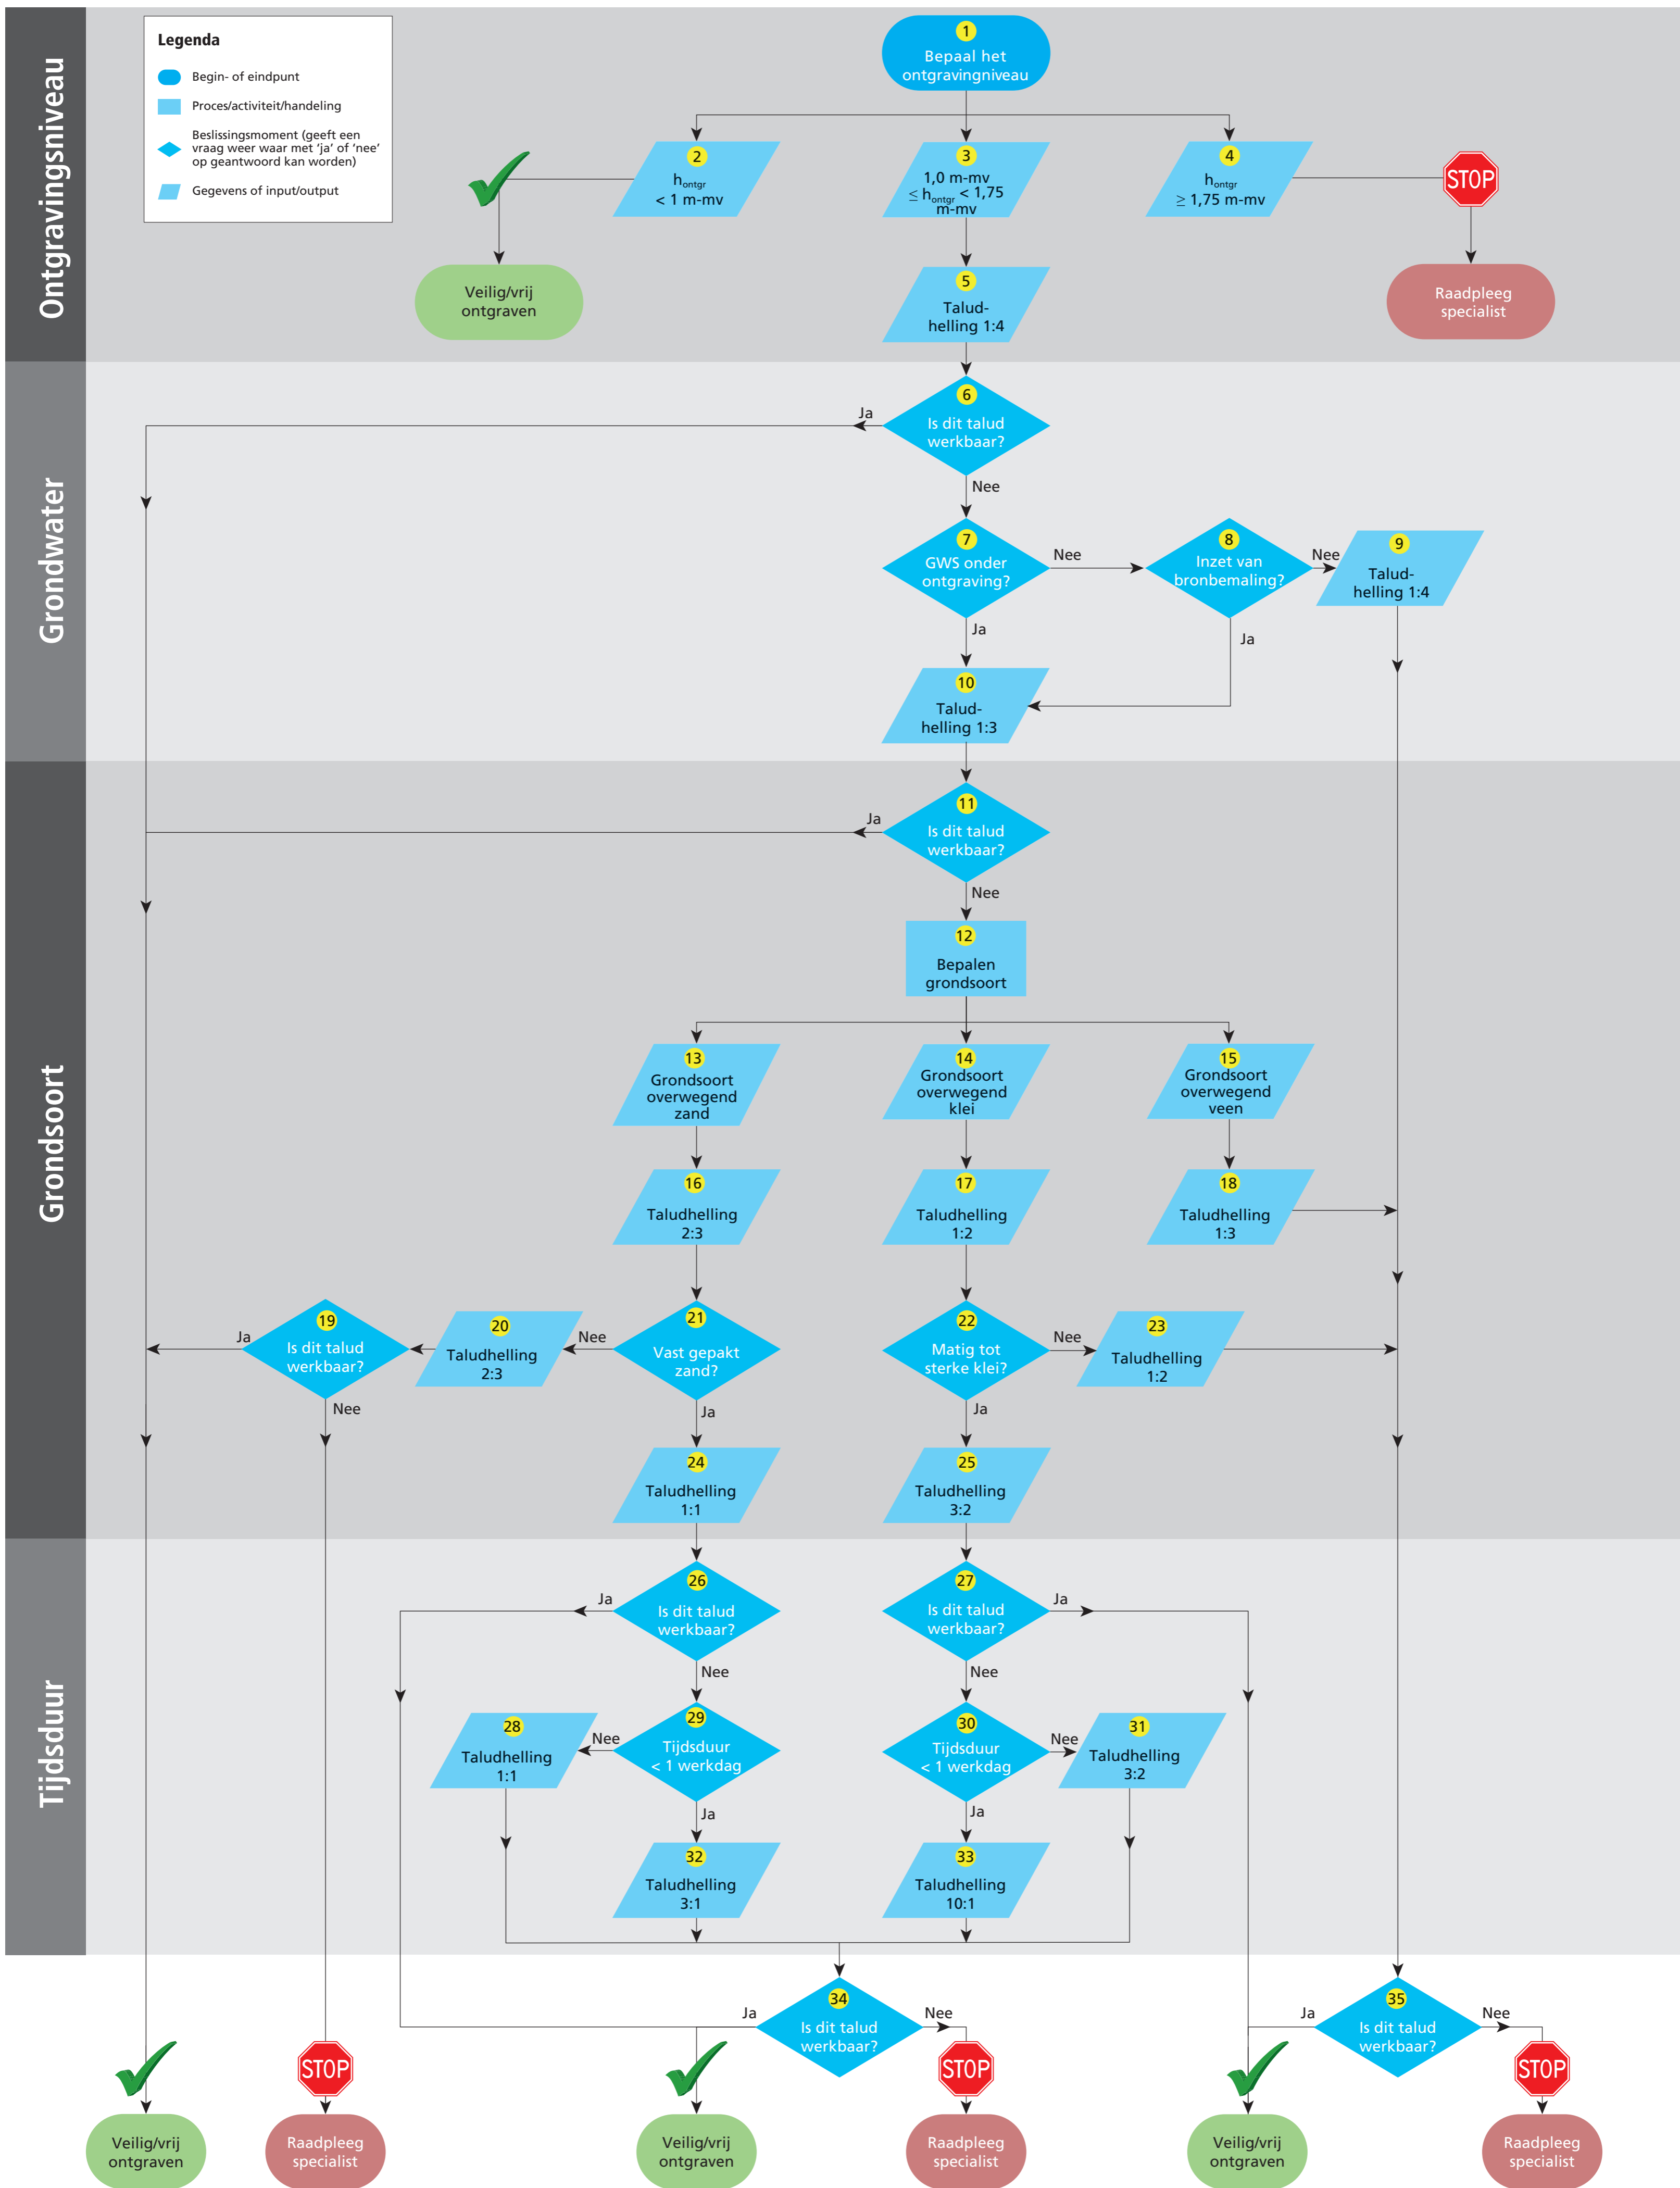 Ontgravingsniveau
Legenda
Begin- of eindpunt
Proces/activiteit/handeling
Beslissingsmoment (geeft een
vraag weer waar met ‘ja’ of ‘nee’
op geantwoord kan worden)
Gegevens of input/output
1
Bepaal het
ontgravingniveau
2
hontgr
< 1 m-mv
3
1,0 m-mv
≤ hontgr < 1,75
m-mv
4
hontgr
≥ 1,75 m-mv
STOP
Veilig/vrij
ontgraven
5
Talud-
helling 1:4
Raadpleeg
specialist
Grondwater
6
Is dit talud
werkbaar?
Ja
Nee
7
GWS onder
ontgraving?
Nee
Ja
8
Inzet van
bronbemaling?
Nee
Ja
9
Talud-
helling 1:4
10
Talud-
helling 1:3
Grondsoort
11
Is dit talud
werkbaar?
Ja
Nee
12
Bepalen
grondsoort
13
Grondsoort
overwegend
zand
14
Grondsoort
overwegend
klei
15
Grondsoort
overwegend
veen
16
Taludhelling
2:3
17
Taludhelling
1:2
18
Taludhelling
1:3
19
Is dit talud
werkbaar?
Ja
Nee
20
Taludhelling
2:3
21
Vast gepakt
zand?
Nee
Ja
22
Matig tot
sterke klei?
Nee
Ja
23
Taludhelling
1:2
24
Taludhelling
1:1
25
Taludhelling
3:2
Tijdsduur
26
Is dit talud
werkbaar?
Ja
Nee
27
Is dit talud
werkbaar?
Ja
Nee
28
Taludhelling
1:1
29
Tijdsduur
< 1 werkdag
Nee
Ja
30
Tijdsduur
< 1 werkdag
Nee
Ja
31
Taludhelling
3:2
32
Taludhelling
3:1
33
Taludhelling
10:1
34
Is dit talud
werkbaar?
Ja
Nee
35
Is dit talud
werkbaar?
Ja
Nee
STOP
STOP
STOP
Veilig/vrij
ontgraven
Raadpleeg
specialist
Veilig/vrij
ontgraven
Raadpleeg
specialist
Veilig/vrij
ontgraven
Raadpleeg
specialist